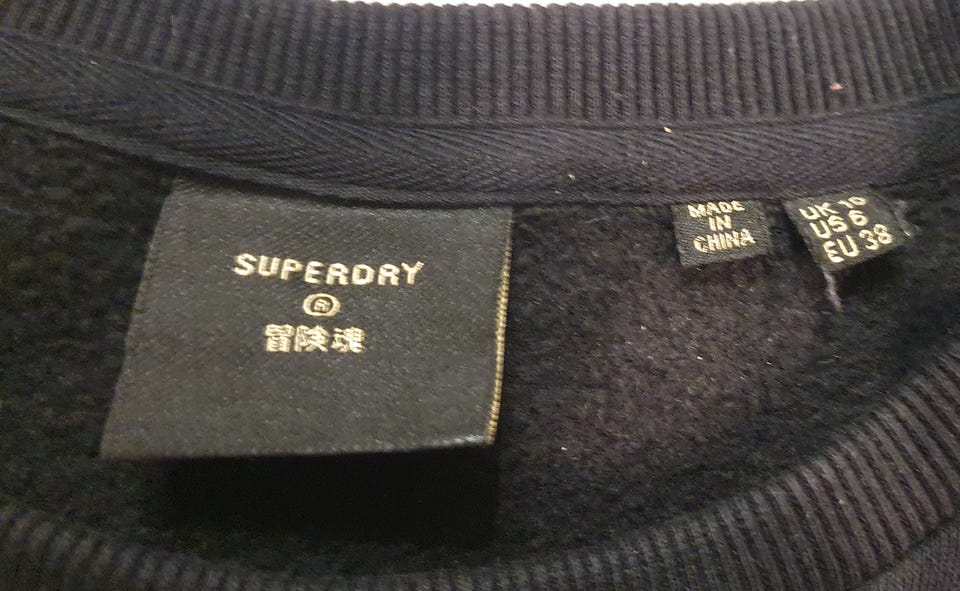 SUPERDRY
®
冒険魂
MADE
IN
CHINA
UK 10
US 6
EU 38